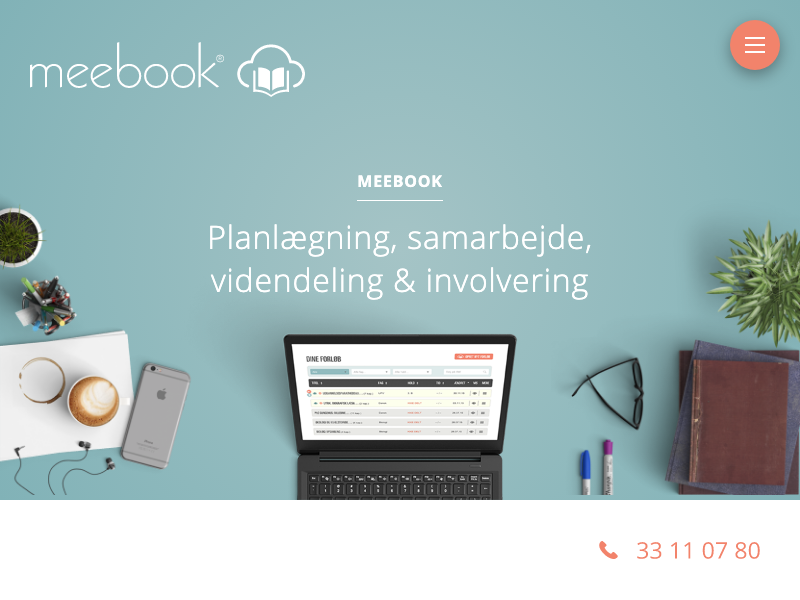 meebook®
MEEBOOK
Planlægning, samarbejde,
videndeling & involvering
DINE FORLØB
33 11 07 80